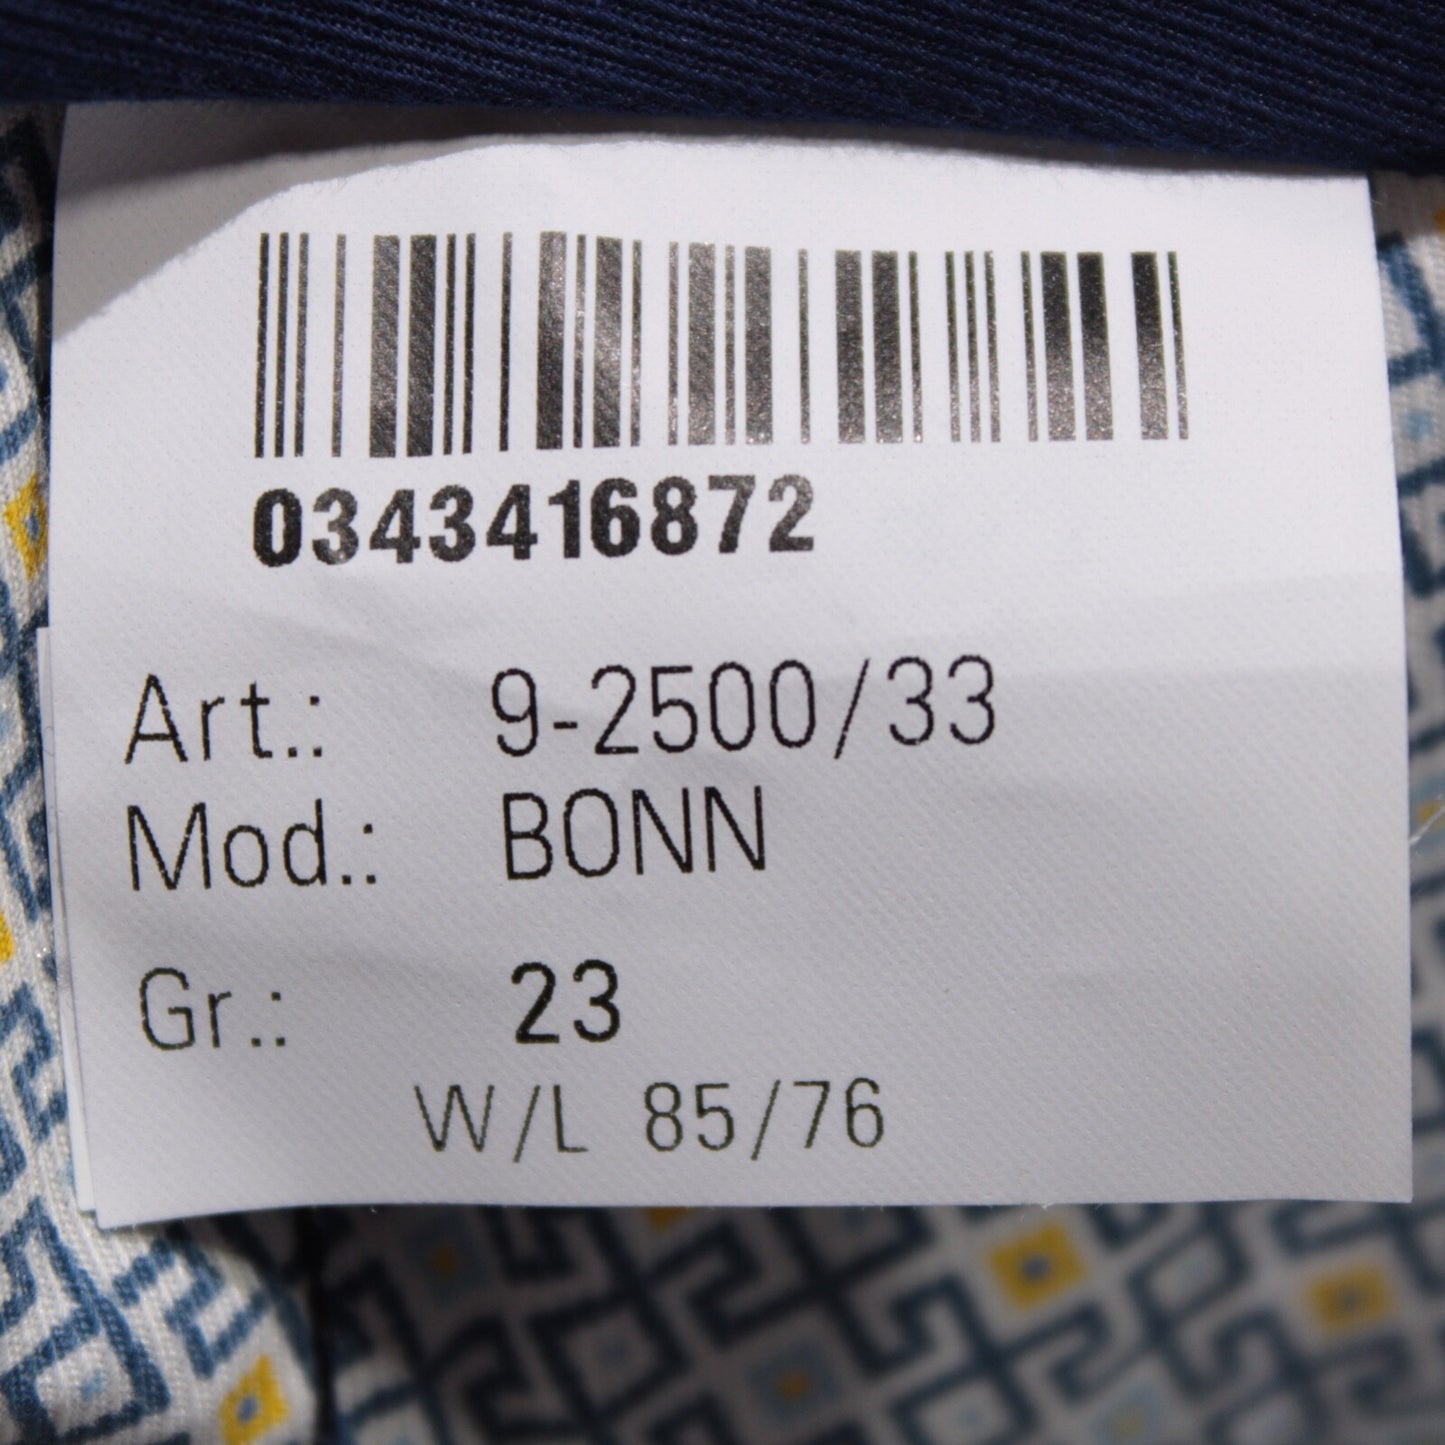 0343416872
Art.: 9-2500/33
Mod.: BONN
Gr.: 23
W/L 85/76